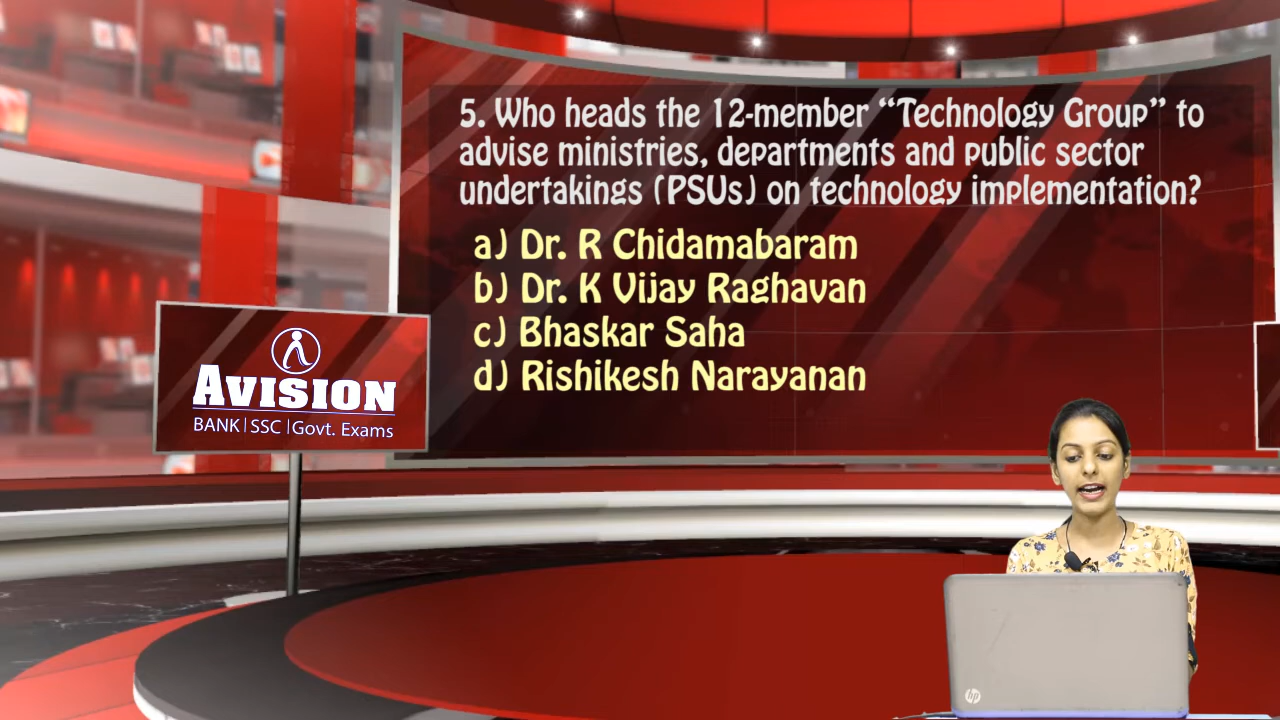 5. Who heads the 12-member “Technology Group” to
advise ministries, departments and public sector
undertakings (PSUs) on technology implementation?
a) Dr. R Chidamabaram
b) Dr. K Vijay Raghavan
c) Bhaskar Saha
d) Rishikesh Narayanan
AVISION
BANK|SSC|Govt. Exams
hp